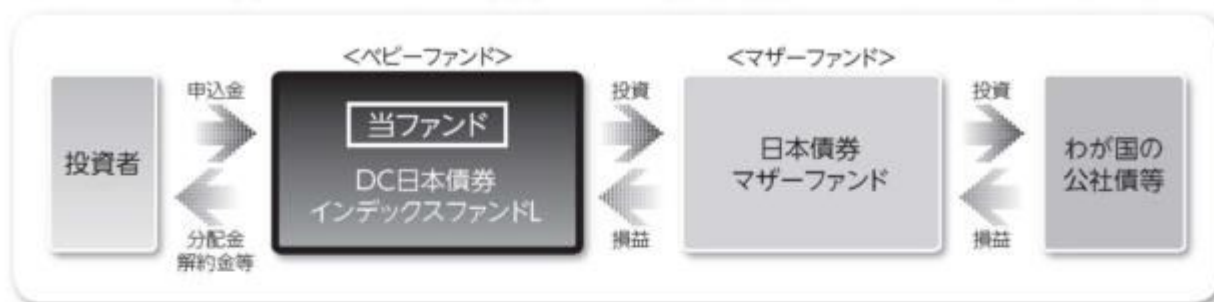 <ベビーファンド>
<マザーファンド>
申込金
投資
投資
当ファンド
投資者
DC日本債券
インデックスファンドL
日本債券
マザーファンド
わが国の
公社債等
分配金
解約金等
損益
損益